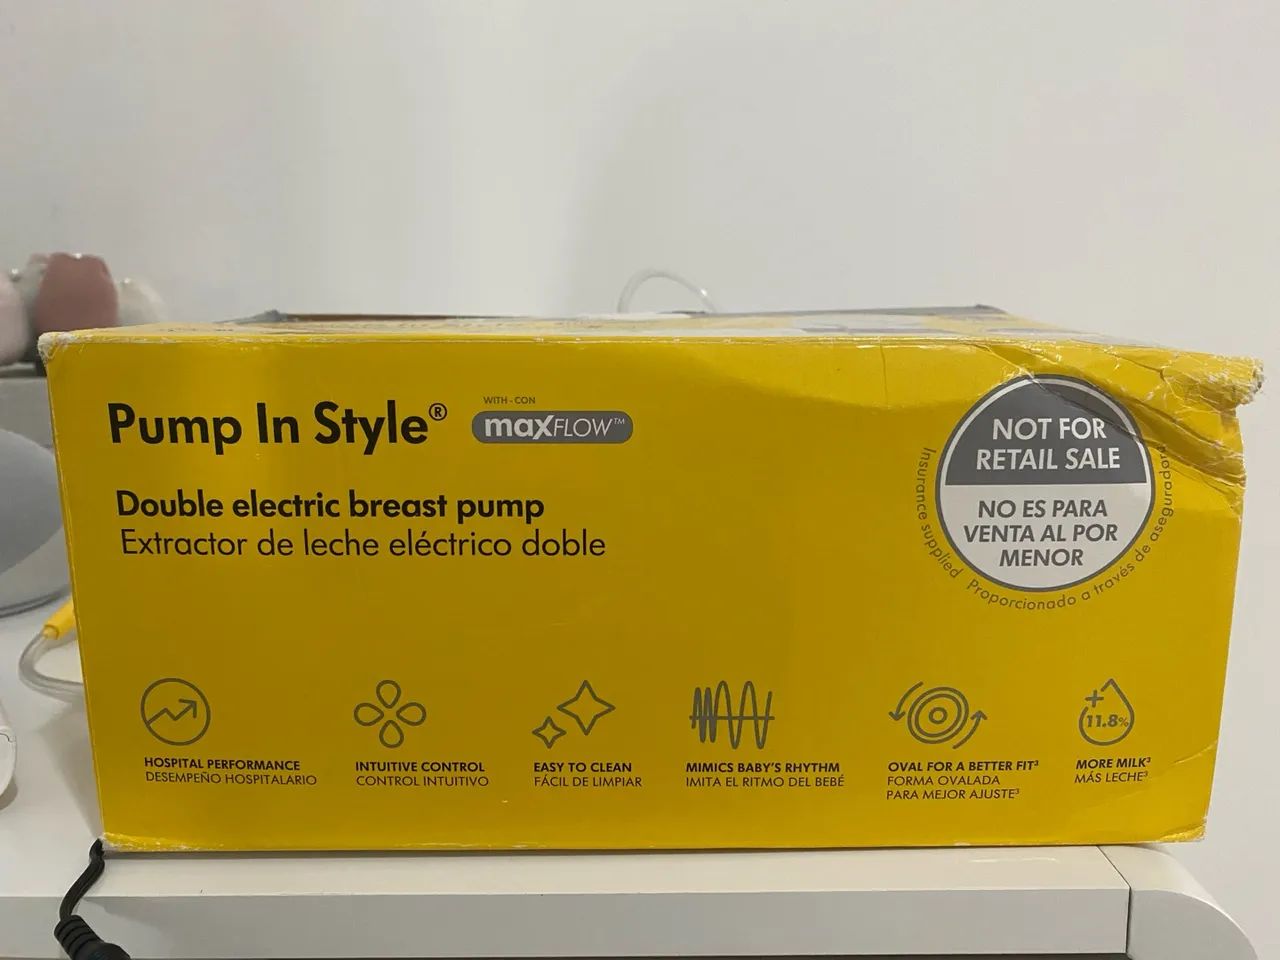 Pump In Style®
WITH - CON
maxFLOW™
Double electric breast pump
Extractor de leche eléctrico doble
NOT FOR
RETAIL SALE
NO ES PARA
VENTA AL POR
MENOR
Insurance supplied
Proporcionado a través de aseguradora
HOSPITAL PERFORMANCE
DESEMPEÑO HOSPITALARIO
INTUITIVE CONTROL
CONTROL INTUITIVO
EASY TO CLEAN
FÁCIL DE LIMPIAR
MIMICS BABY'S RHYTHM
IMITA EL RITMO DEL BEBÉ
OVAL FOR A BETTER FIT³
FORMA OVALADA
PARA MEJOR AJUSTE³
+
11.8%
MORE MILK³
MÁS LECHE³